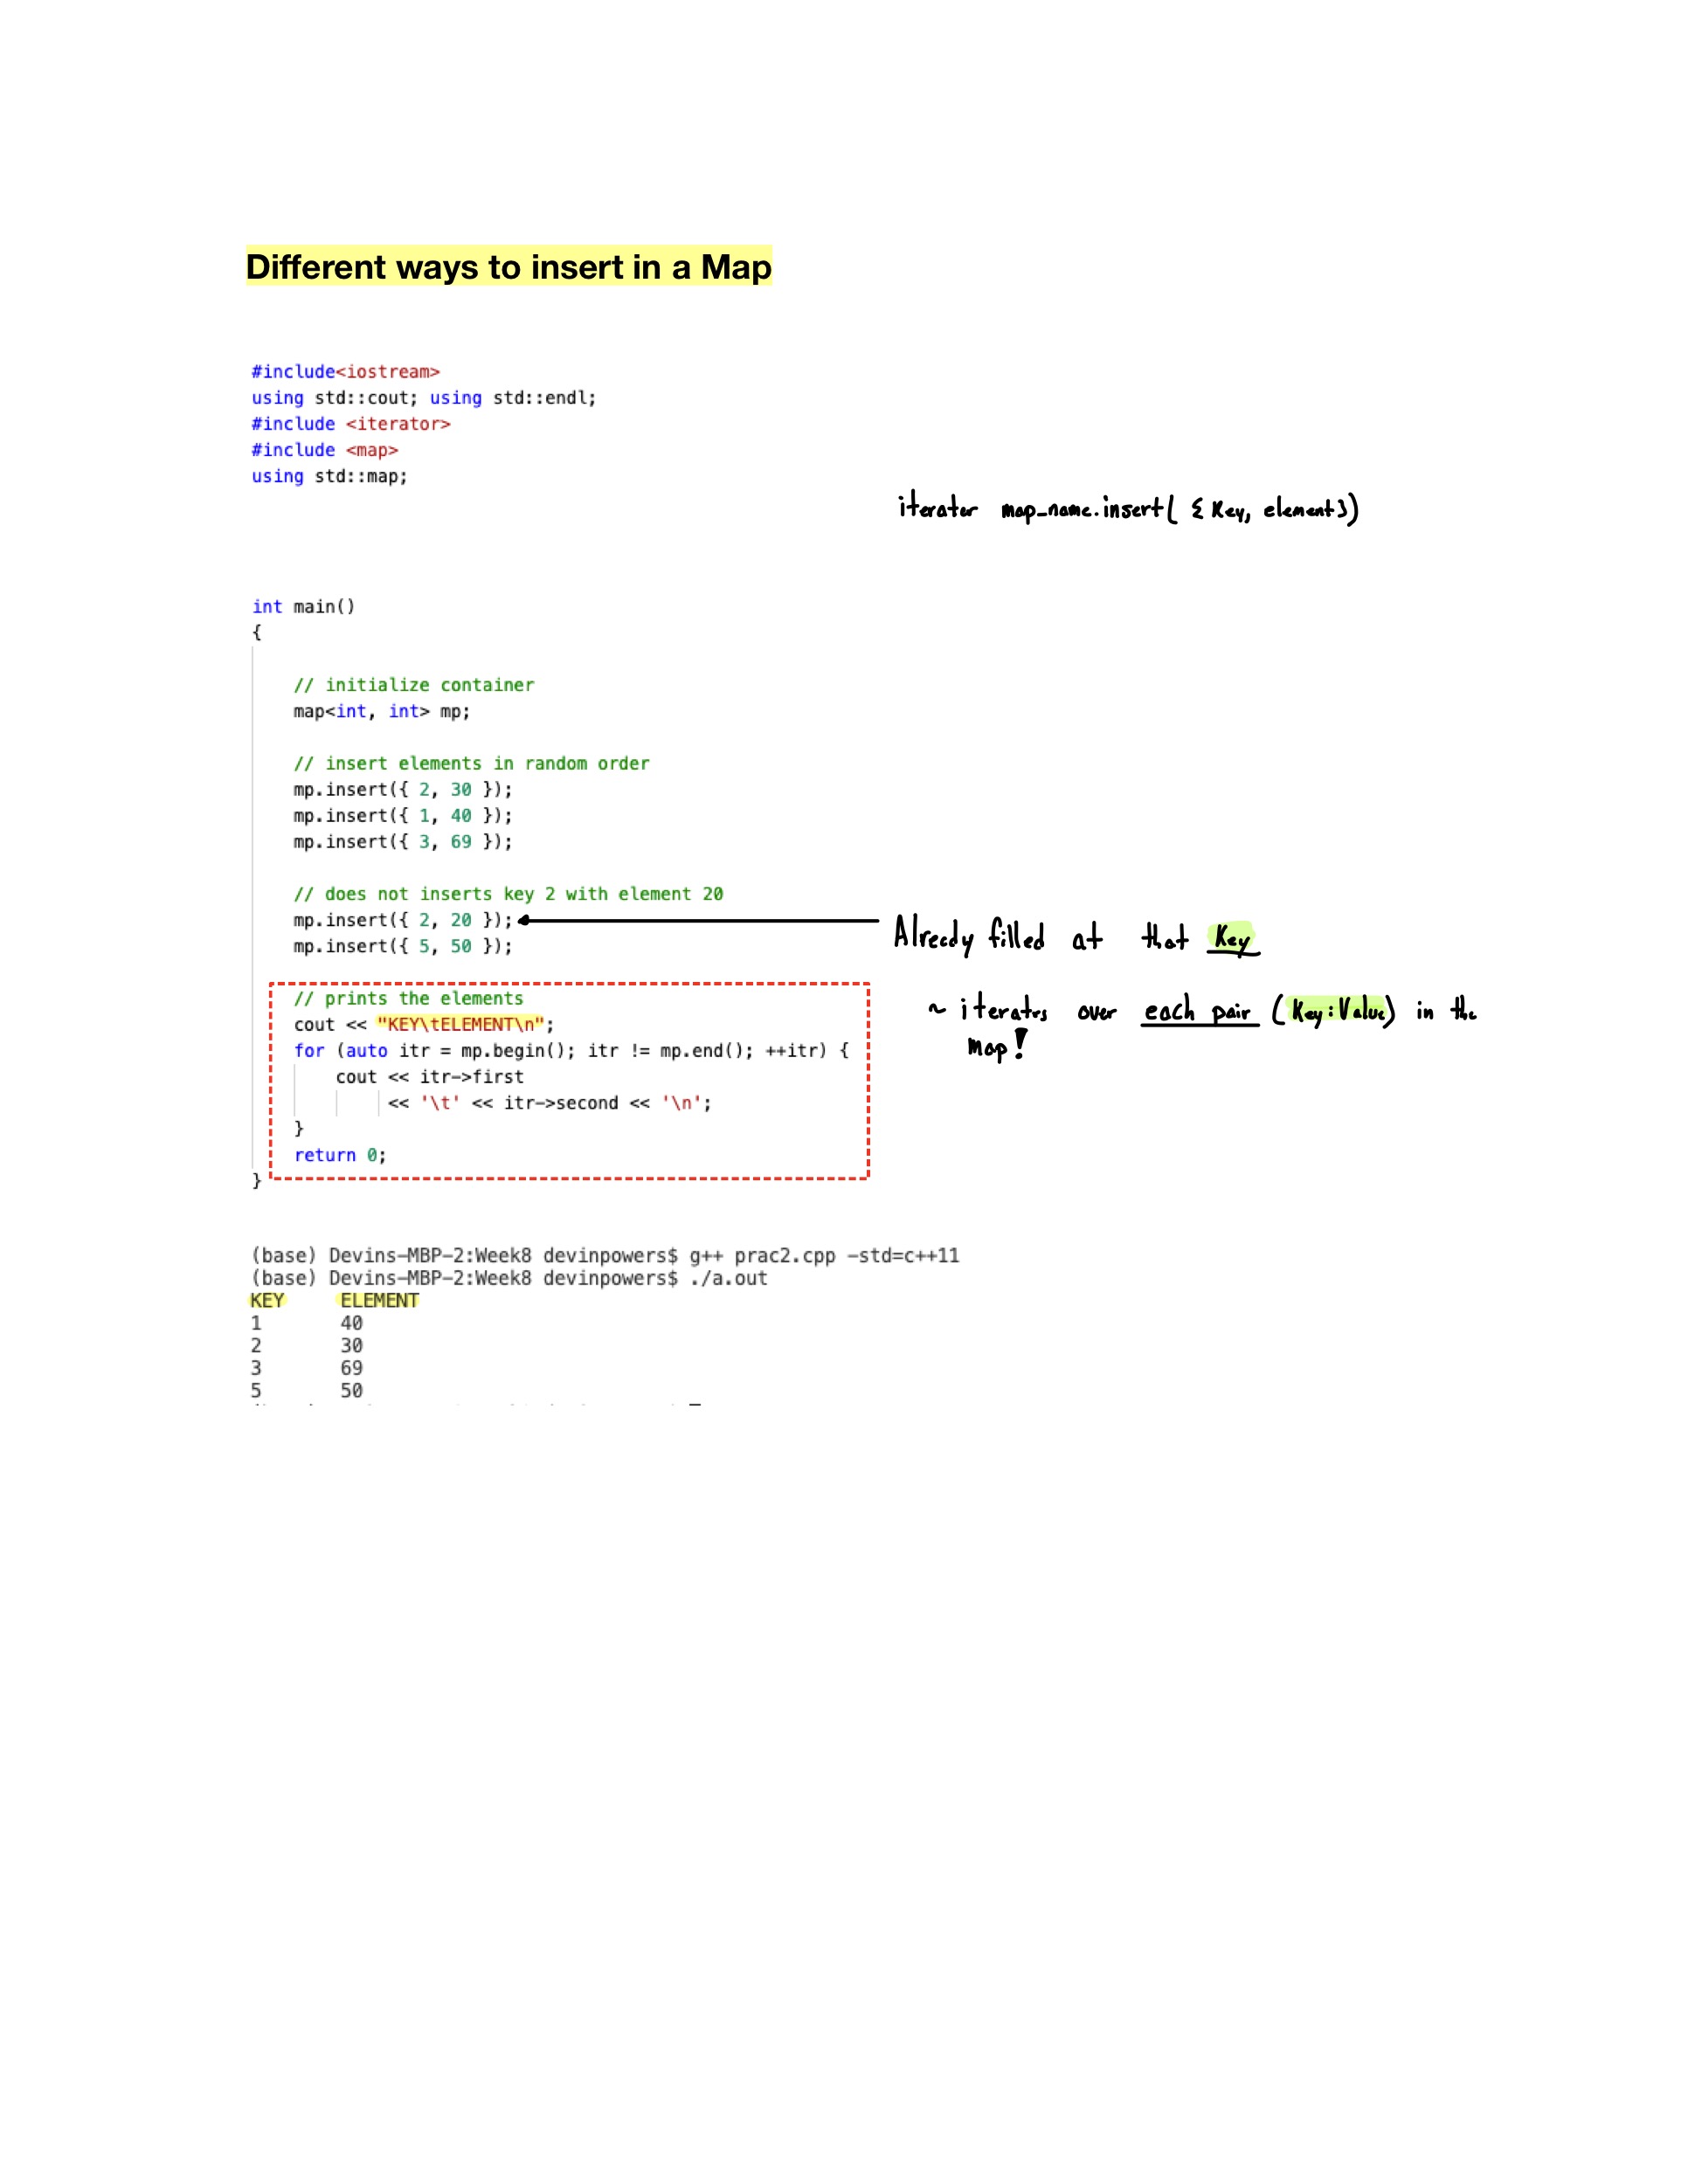 Different ways to insert in a Map
#include<iostream>
using std::cout; using std::endl;
#include <iterator>
#include <map>
using std::map;
iterator map_name.insert( { Key, element})
int main()
{
// initialize container
map<int, int> mp;
// insert elements in random order
mp.insert({ 2, 30 });
mp.insert({ 1, 40 });
mp.insert({ 3, 69 });
// does not inserts key 2 with element 20
mp.insert({ 2, 20 });
Already filled at that Key
mp.insert({ 5, 50 });
// prints the elements
~ iterates over each pair (Key:Value) in the
map!
cout << "KEY\tELEMENT\n";
for (auto itr = mp.begin(); itr != mp.end(); ++itr) {
cout << itr->first
<< '\t' << itr->second << '\n';
}
return 0;
}
(base) Devins-MBP-2:Week8 devinpowers$ g++ prac2.cpp -std=c++11
(base) Devins-MBP-2:Week8 devinpowers$ ./a.out
KEY ELEMENT
1 40
2 30
3 69
5 50